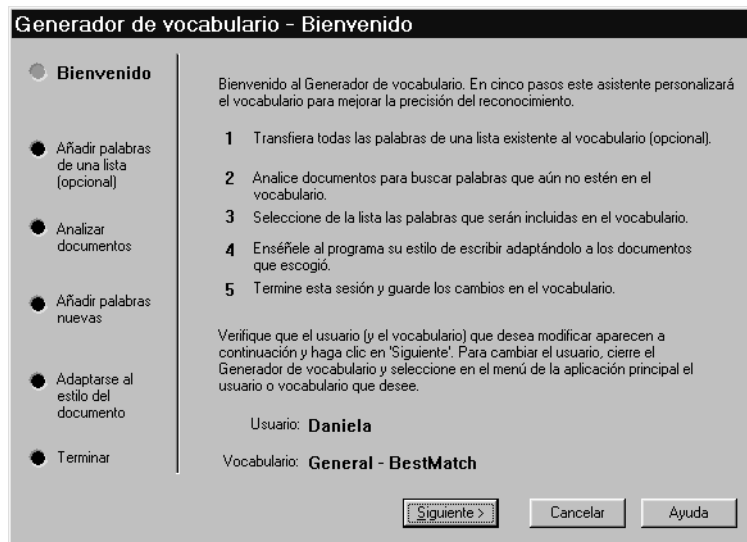 Generador de vocabulario - Bienvenido
Bienvenido
Añadir palabras
de una lista
(opcional)
Analizar
documentos
Añadir palabras
nuevas
Adaptarse al
estilo del
documento
Terminar
Bienvenido al Generador de vocabulario. En cinco pasos este asistente personalizará
el vocabulario para mejorar la precisión del reconocimiento.
1 Transfiera todas las palabras de una lista existente al vocabulario (opcional).
2 Analice documentos para buscar palabras que aún no estén en el
vocabulario.
3 Seleccione de la lista las palabras que serán incluidas en el vocabulario.
4 Enséñele al programa su estilo de escribir adaptándolo a los documentos
que escogió.
5 Termine esta sesión y guarde los cambios en el vocabulario.
Verifique que el usuario (y el vocabulario) que desea modificar aparecen a
continuación y haga clic en 'Siguiente'. Para cambiar el usuario, cierre el
Generador de vocabulario y seleccione en el menú de la aplicación principal el
usuario o vocabulario que desee.
Usuario: Daniela
Vocabulario: General - BestMatch
Siguiente > Cancelar Ayuda